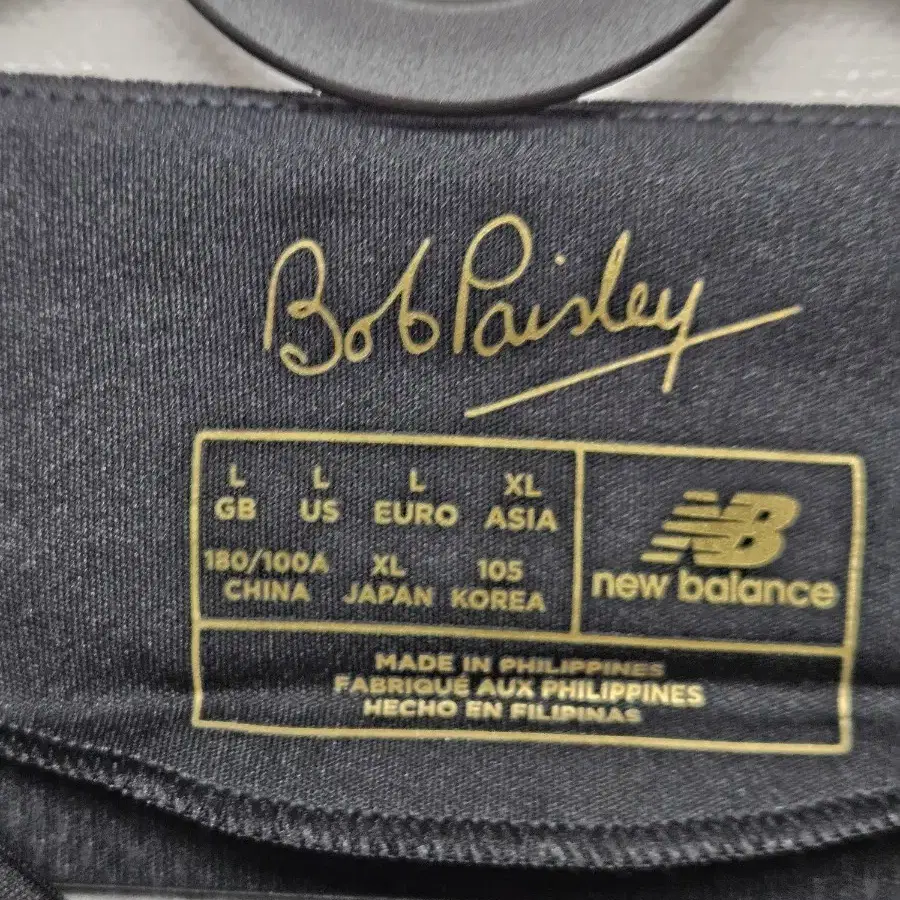 Bob Paisley
L L L XL
GB US EURO ASIA
180/100A XL 105
CHINA JAPAN KOREA
NB
new balance
MADE IN PHILIPPINES
FABRIQUÉ AUX PHILIPPINES
HECHO EN FILIPINAS